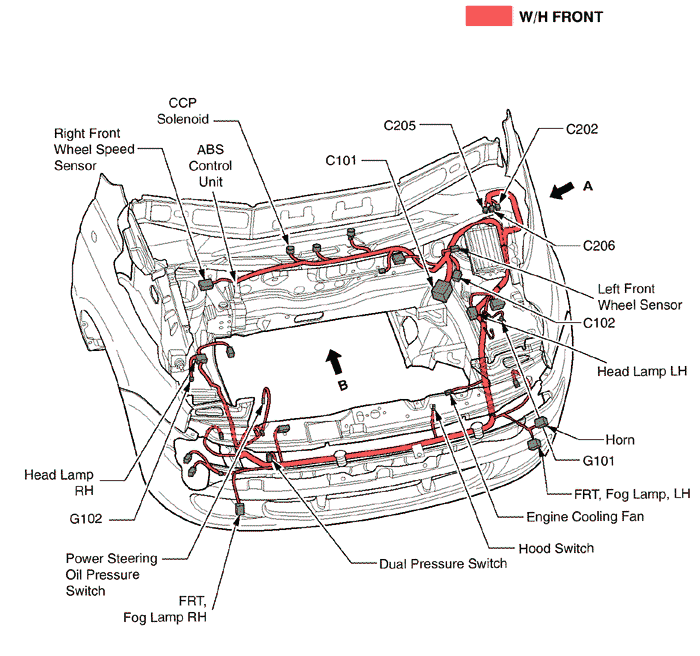 W/H FRONT
CCP
Solenoid
Right Front
Wheel Speed
Sensor
ABS
Control
Unit
C205
C202
C101
A
C206
Left Front
Wheel Sensor
C102
Head Lamp LH
B
Horn
G101
FRT, Fog Lamp, LH
Engine Cooling Fan
Hood Switch
Dual Pressure Switch
Head Lamp
RH
G102
Power Steering
Oil Pressure
Switch
FRT,
Fog Lamp RH